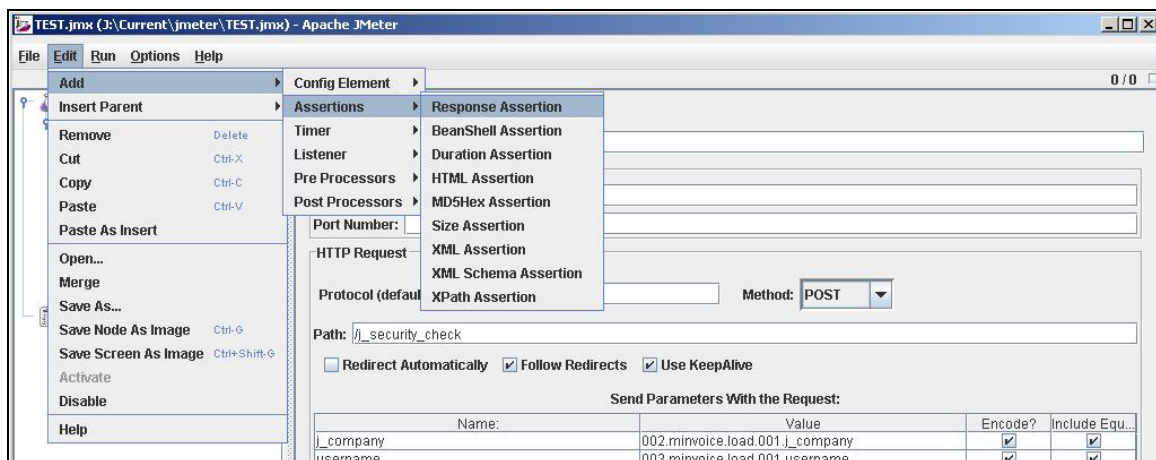 TEST.jmx (J:\Current\jmeter\TEST.jmx) - Apache JMeter
File Edit Run Options Help
0 / 0
Add
Insert Parent
Remove Delete
Cut Ctrl-X
Copy Ctrl-C
Paste Ctrl-V
Paste As Insert
Open...
Merge
Save As...
Save Node As Image Ctrl-G
Save Screen As Image Ctrl+Shift-G
Activate
Disable
Help
Config Element
Assertions
Timer
Listener
Pre Processors
Post Processors
Response Assertion
BeanShell Assertion
Duration Assertion
HTML Assertion
MD5Hex Assertion
Size Assertion
XML Assertion
XML Schema Assertion
XPath Assertion
Port Number:
HTTP Request
Protocol (defaul
Method: POST
Path: /j_security_check
Redirect Automatically Follow Redirects Use KeepAlive
Send Parameters With the Request:
Name: Value Encode? Include Equ...
j_company 002.minvoice.load.001.j_company
username 003.minvoice.load.001.username